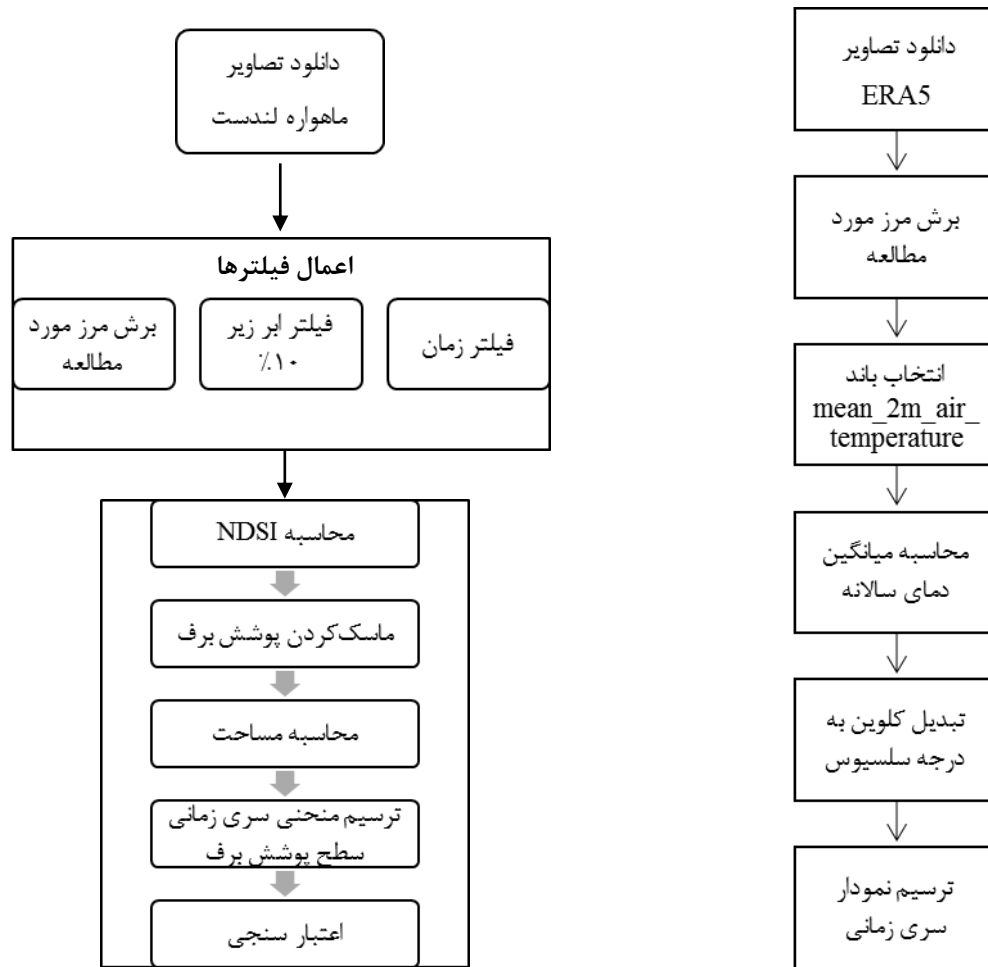 دانلود تصاویر
ماهواره لندست
اعمال فیلترها
فیلتر زمان
فیلتر ابر زیر
۱۰٪
برش مرز مورد
مطالعه
محاسبه NDSI
ماسک‌کردن پوشش برف
محاسبه مساحت
ترسیم منحنی سری زمانی
سطح پوشش برف
اعتبار سنجی
دانلود تصاویر
ERA5
برش مرز مورد
مطالعه
انتخاب باند
mean_2m_air_
temperature
محاسبه میانگین
دمای سالانه
تبدیل کلوین به
درجه سلسیوس
ترسیم نمودار
سری زمانی